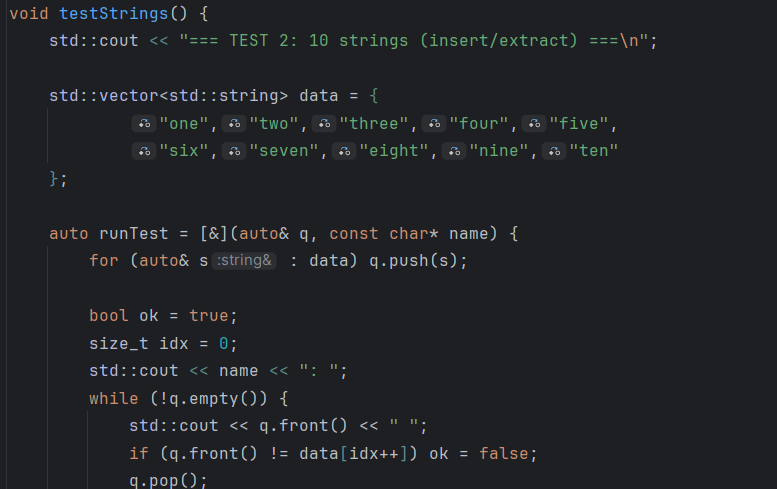 void testStrings() {
std::cout << "=== TEST 2: 10 strings (insert/extract) ===\n";
std::vector<std::string> data = {
"one", "two", "three", "four", "five",
"six", "seven", "eight", "nine", "ten"
};
auto runTest = [&](auto& q, const char* name) {
for (auto& s :string& : data) q.push(s);
bool ok = true;
size_t idx = 0;
std::cout << name << ": ";
while (!q.empty()) {
std::cout << q.front() << " ";
if (q.front() != data[idx++]) ok = false;
q.pop();